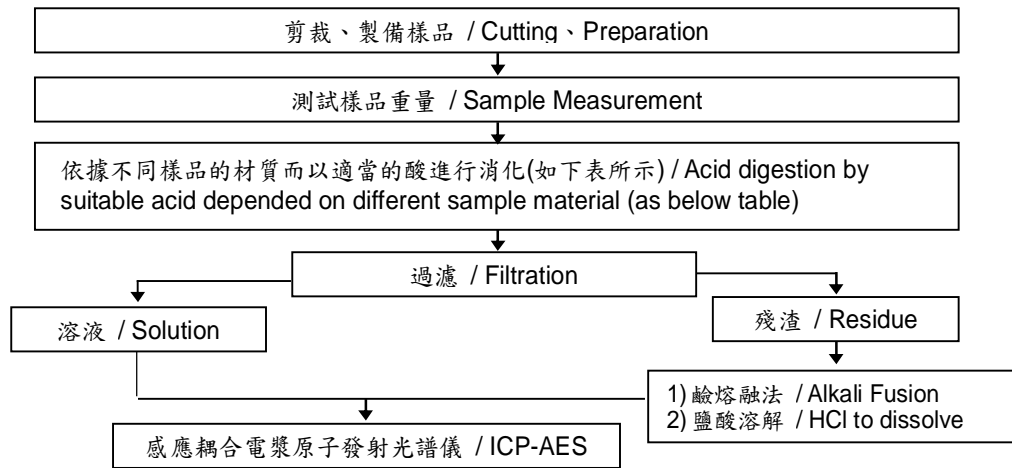 剪裁、製備樣品 / Cutting、Preparation
測試樣品重量 / Sample Measurement
依據不同樣品的材質而以適當的酸進行消化(如下表所示) / Acid digestion by
suitable acid depended on different sample material (as below table)
過濾 / Filtration
溶液 / Solution
殘渣 / Residue
1) 鹼熔融法 / Alkali Fusion
2) 鹽酸溶解 / HCl to dissolve
感應耦合電漿原子發射光譜儀 / ICP-AES